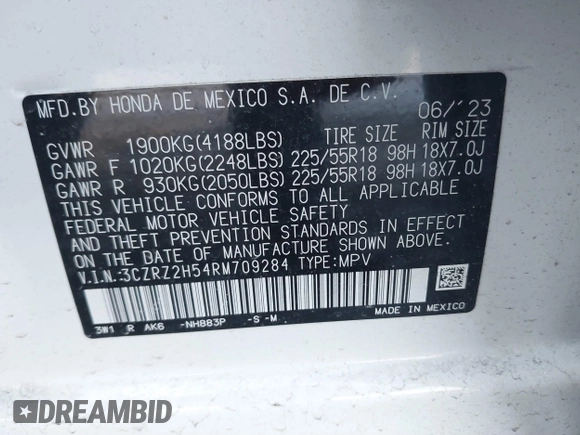 MFD.BY HONDA DE MEXICO S.A. DE C.V. 06/'23
GVWR 1900KG(4188LBS) TIRE SIZE RIM SIZE
GAWR F 1020KG(2248LBS) 225/55R18 98H 18X7.0J
GAWR R 930KG(2050LBS) 225/55R18 98H 18X7.0J
THIS VEHICLE CONFORMS TO ALL APPLICABLE
FEDERAL MOTOR VEHICLE SAFETY
AND THEFT PREVENTION STANDARDS IN EFFECT
ON THE DATE OF MANUFACTURE SHOWN ABOVE.
V.I.N:3CZRZ2H54RM709284 TYPE:MPV
3W1 R AK6 -NH883P -S -M MADE IN MEXICO
DREAMBID